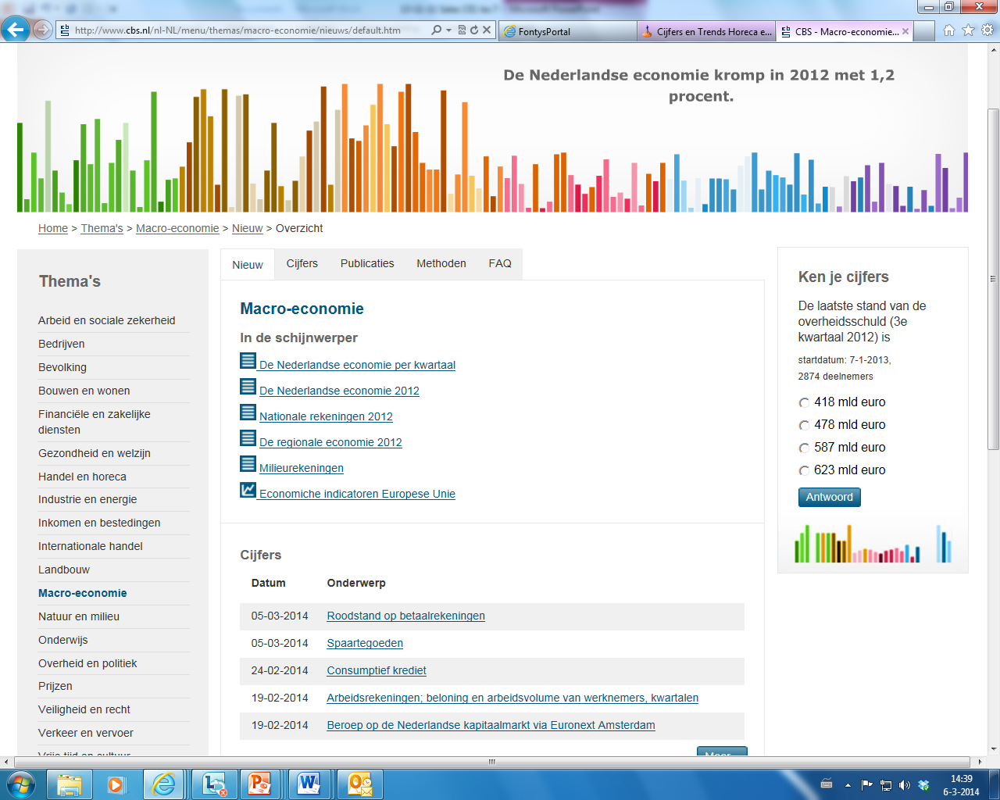 http://www.cbs.nl/nl-NL/menu/themas/macro-economie/nieuws/default.htm
FontysPortal
Cijfers en Trends Horeca e...
CBS - Macro-economie...
De Nederlandse economie kromp in 2012 met 1,2
procent.
Home > Thema's > Macro-economie > Nieuw > Overzicht
Thema's
Arbeid en sociale zekerheid
Bedrijven
Bevolking
Bouwen en wonen
Financiële en zakelijke
diensten
Gezondheid en welzijn
Handel en horeca
Industrie en energie
Inkomen en bestedingen
Internationale handel
Landbouw
Macro-economie
Natuur en milieu
Onderwijs
Overheid en politiek
Prijzen
Veiligheid en recht
Verkeer en vervoer
Vrije tijd en cultuur
Nieuw
Cijfers
Publicaties
Methoden
FAQ
Macro-economie
In de schijnwerper
De Nederlandse economie per kwartaal
De Nederlandse economie 2012
Nationale rekeningen 2012
De regionale economie 2012
Milieurekeningen
Economiche indicatoren Europese Unie
Cijfers
Datum Onderwerp
05-03-2014 Roodstand op betaalrekeningen
05-03-2014 Spaartegoeden
24-02-2014 Consumptief krediet
19-02-2014 Arbeidsrekeningen; beloning en arbeidsvolume van werknemers, kwartalen
19-02-2014 Beroep op de Nederlandse kapitaalmarkt via Euronext Amsterdam
Ken je cijfers
De laatste stand van de
overheidsschuld (3e
kwartaal 2012) is
startdatum: 7-1-2013,
2874 deelnemers
418 mld euro
478 mld euro
587 mld euro
623 mld euro
Antwoord
14:39
6-3-2014